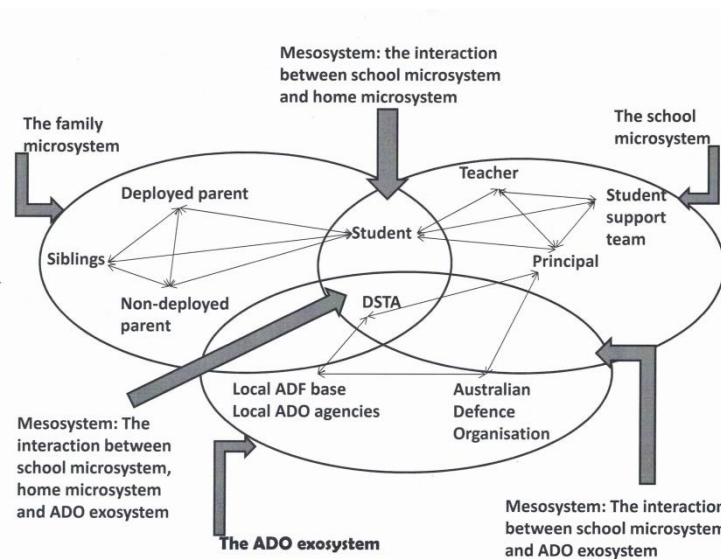 Mesosystem: the interaction
between school microsystem
and home microsystem
The family
microsystem
The school
microsystem
Teacher
Deployed parent
Student
support
team
Student
Siblings
Principal
Non-deployed
parent
DSTA
Local ADF base
Local ADO agencies
Australian
Defence
Organisation
Mesosystem: The
interaction between
school microsystem,
home microsystem
and ADO exosystem
The ADO exosystem
Mesosystem: The interaction
between school microsystem
and ADO exosystem